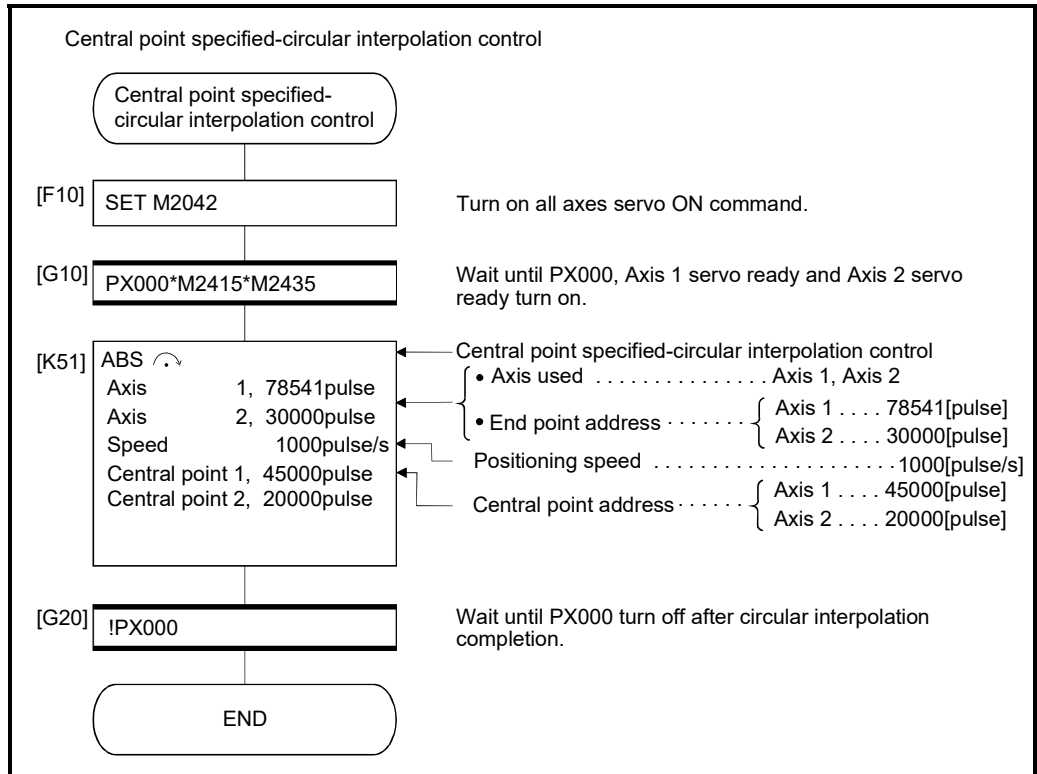 Central point specified-circular interpolation control
Central point specified-
circular interpolation control
[F10] SET M2042
Turn on all axes servo ON command.
[G10] PX000*M2415*M2435
Wait until PX000, Axis 1 servo ready and Axis 2 servo
ready turn on.
[K51] ABS
Axis 1, 78541pulse
Axis 2, 30000pulse
Speed 1000pulse/s
Central point 1, 45000pulse
Central point 2, 20000pulse
Central point specified-circular interpolation control
• Axis used . . . . . . . . . . . . . . . Axis 1, Axis 2
• End point address · · · · · · · Axis 1 . . . . 78541[pulse]
Axis 2 . . . . 30000[pulse]
Positioning speed . . . . . . . . . . . . . . . . . . . . . . 1000[pulse/s]
Central point address · · · · · · · Axis 1 . . . . 45000[pulse]
Axis 2 . . . . 20000[pulse]
[G20] !PX000
Wait until PX000 turn off after circular interpolation
completion.
END